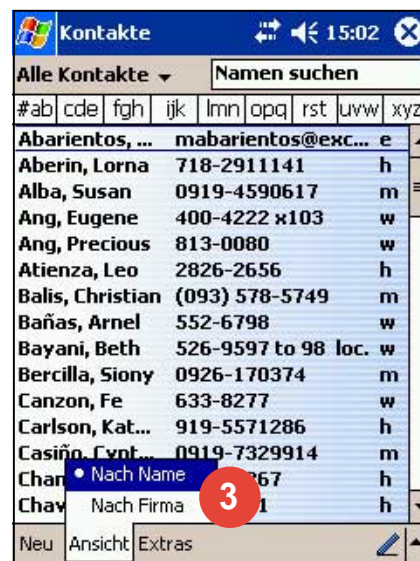 Kontakte 15:02
Alle Kontakte Namen suchen
#ab cde fgh ijk lmn opq rst uvw xyz
Abarientos, ... mabarientos@exc... e
Aberin, Lorna 718-2911141 h
Alba, Susan 0919-4590617 m
Ang, Eugene 400-4222 x103 w
Ang, Precious 813-0080 w
Atienza, Leo 2826-2656 h
Balis, Christian (093) 578-5749 m
Bañas, Arnel 552-6798 w
Bayani, Beth 526-9597 to 98 loc. w
Bercilla, Siony 0926-170374 m
Canzon, Fe 633-8277 w
Carlson, Kat... 919-5571286 h
Casiño, Cynt... 0919-7329914 m
Nach Name 67 h
Nach Firma 3 1 h
Neu Ansicht Extras